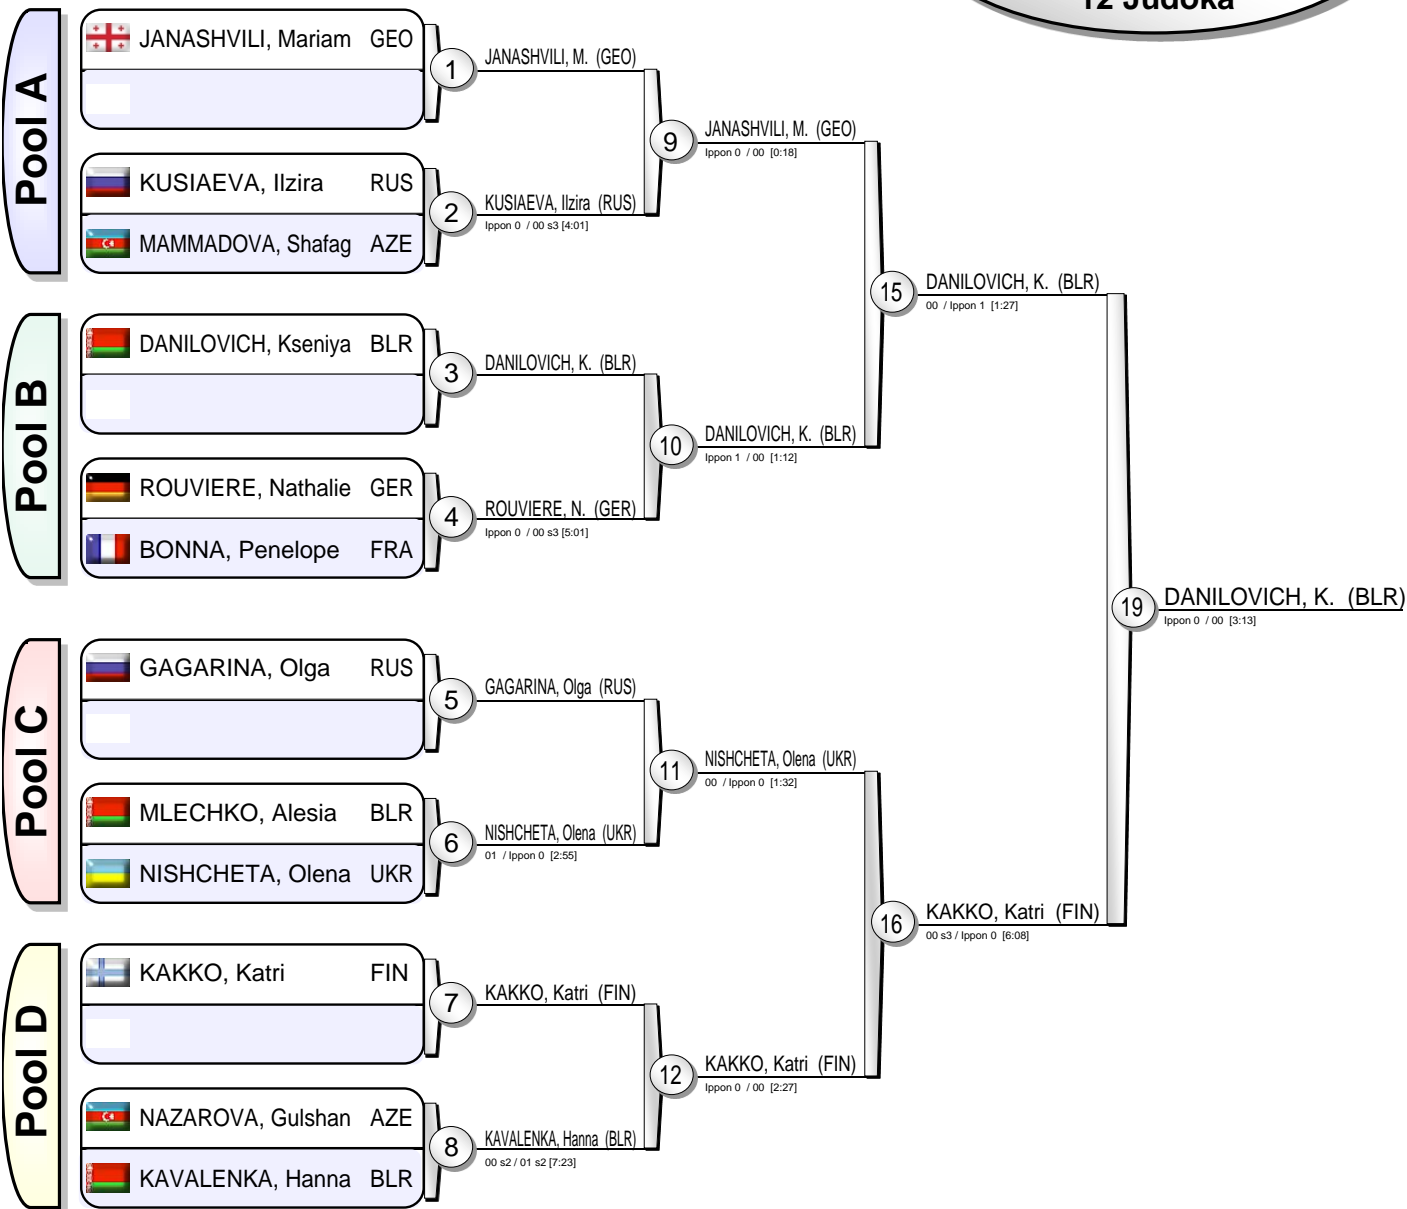 12 Judoka
Pool A
JANASHVILI, Mariam GEO
1
JANASHVILI, M. (GEO)
KUSIAEVA, Ilzira RUS
MAMMADOVA, Shafag AZE
2
KUSIAEVA, Ilzira (RUS)
Ippon 0 / 00 s3 [4:01]
9
JANASHVILI, M. (GEO)
Ippon 0 / 00 [0:18]
Pool B
DANILOVICH, Kseniya BLR
3
DANILOVICH, K. (BLR)
ROUVIERE, Nathalie GER
BONNA, Penelope FRA
4
ROUVIERE, N. (GER)
Ippon 0 / 00 s3 [5:01]
10
DANILOVICH, K. (BLR)
Ippon 1 / 00 [1:12]
15
DANILOVICH, K. (BLR)
00 / Ippon 1 [1:27]
Pool C
GAGARINA, Olga RUS
5
GAGARINA, Olga (RUS)
MLECHKO, Alesia BLR
NISHCHETA, Olena UKR
6
NISHCHETA, Olena (UKR)
01 / Ippon 0 [2:55]
11
NISHCHETA, Olena (UKR)
00 / Ippon 0 [1:32]
Pool D
KAKKO, Katri FIN
7
KAKKO, Katri (FIN)
NAZAROVA, Gulshan AZE
KAVALENKA, Hanna BLR
8
KAVALENKA, Hanna (BLR)
00 s2 / 01 s2 [7:23]
12
KAKKO, Katri (FIN)
Ippon 0 / 00 [2:27]
16
KAKKO, Katri (FIN)
00 s3 / Ippon 0 [6:08]
19
DANILOVICH, K. (BLR)
Ippon 0 / 00 [3:13]